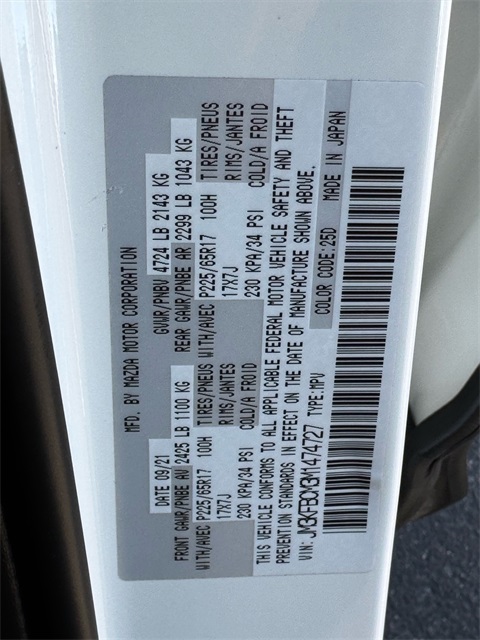 MFD. BY MAZDA MOTOR CORPORATION
DATE 09/21 GVWR/PNBV 4724 LB 2143 KG
FRONT GAWR/PNBE AV 2425 LB 1100 KG REAR GAWR/PNBE AR 2299 LB 1043 KG
WITH/AVEC P225/65R17 100H TIRES/PNEUS WITH/AVEC P225/65R17 100H TIRES/PNEUS
17X7J RIMS/JANTES 17X7J RIMS/JANTES
230 KPA/34 PSI COLD/A FROID 230 KPA/34 PSI COLD/A FROID
THIS VEHICLE CONFORMS TO ALL APPLICABLE FEDERAL MOTOR VEHICLE SAFETY AND THEFT
PREVENTION STANDARDS IN EFFECT ON THE DATE OF MANUFACTURE SHOWN ABOVE.
VIN: JM3KFBCM3M1474727 TYPE:MPV COLOR CODE:25D MADE IN JAPAN